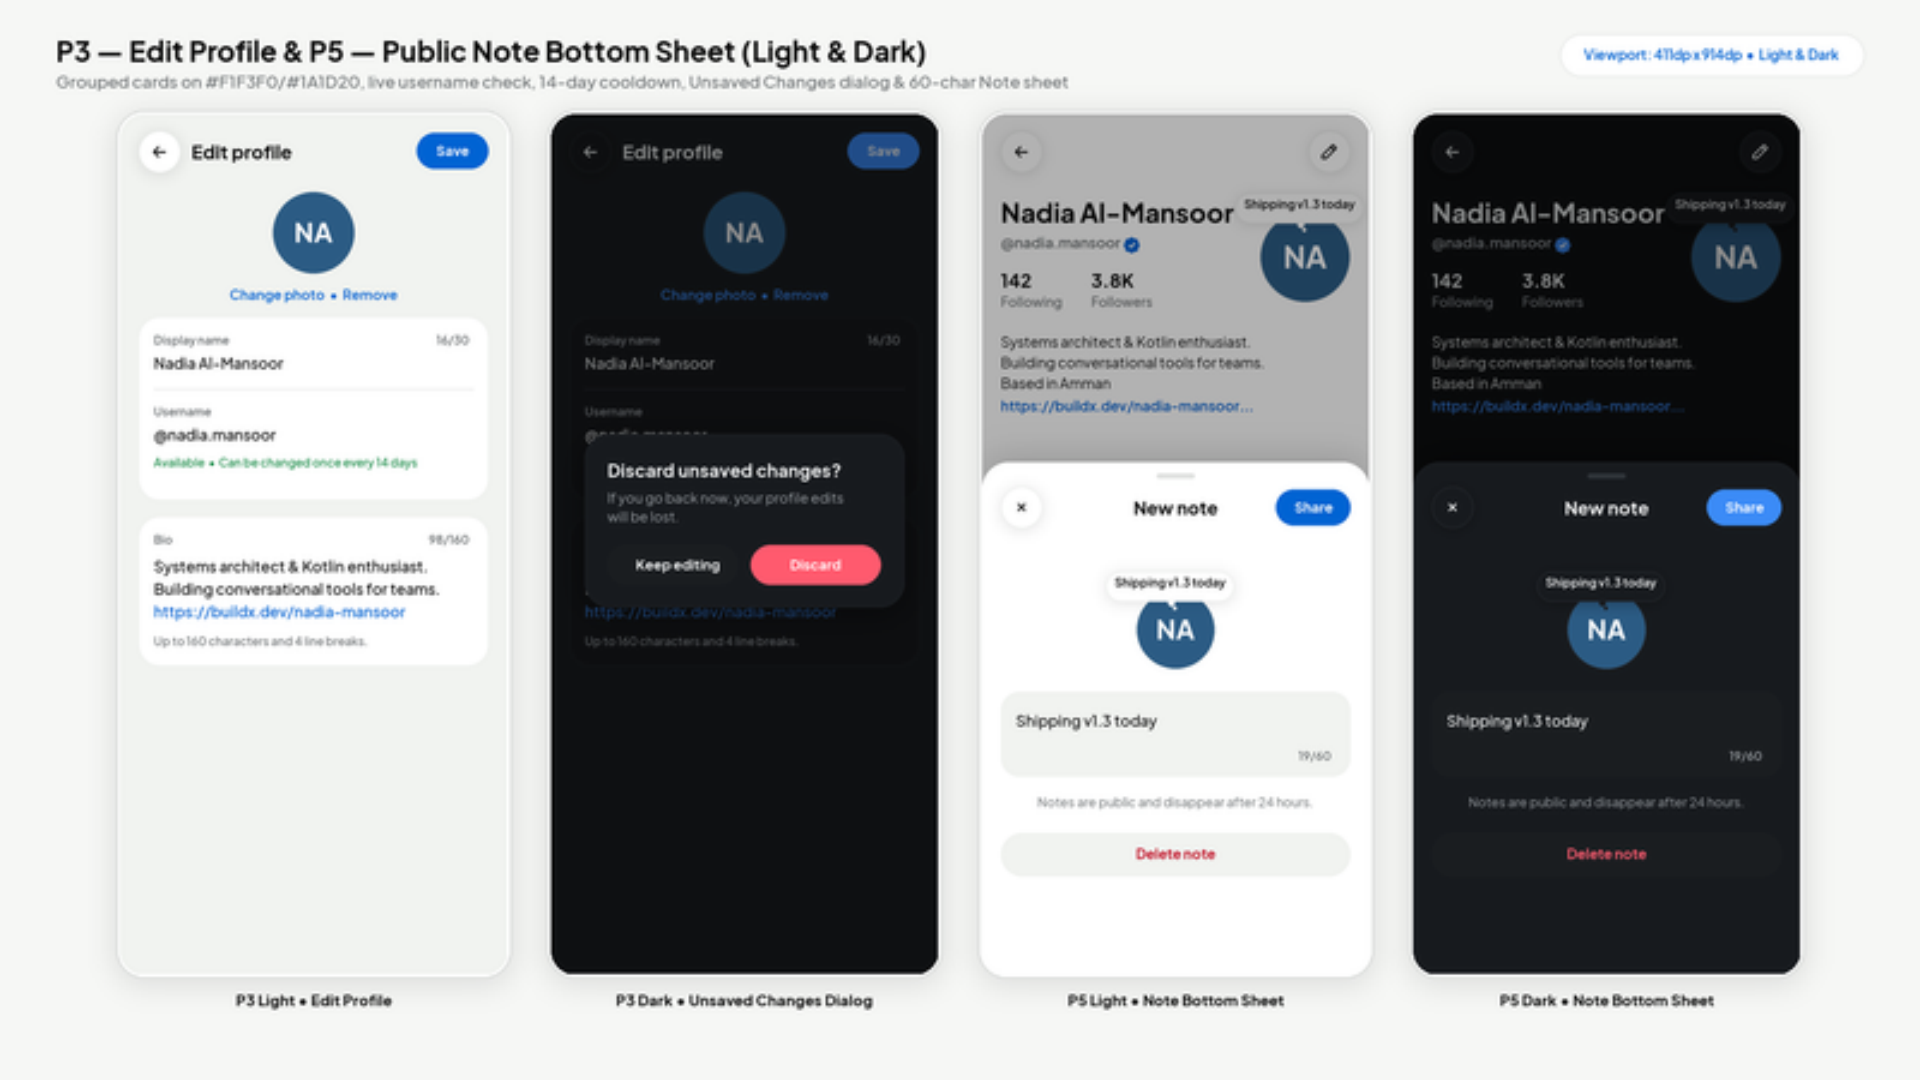 P3 — Edit Profile & P5 — Public Note Bottom Sheet (Light & Dark)
Grouped cards on #F1F3F0/#1A1D20, live username check, 14-day cooldown, Unsaved Changes dialog & 60-char Note sheet
Viewport: 411dp x 914dp • Light & Dark
Edit profile
Save
NA
Change photo • Remove
Display name
16/30
Nadia Al-Mansoor
Username
@nadia.mansoor
Available • Can be changed once every 14 days
Bio
98/160
Systems architect & Kotlin enthusiast.
Building conversational tools for teams.
https://buildx.dev/nadia-mansoor
Up to 160 characters and 4 line breaks.
P3 Light • Edit Profile
Edit profile
Save
NA
Change photo • Remove
Display name
16/30
Nadia Al-Mansoor
Username
@nadia.mansoor
Discard unsaved changes?
If you go back now, your profile edits
will be lost.
Keep editing
Discard
https://buildx.dev/nadia-mansoor
Up to 160 characters and 4 line breaks.
P3 Dark • Unsaved Changes Dialog
Nadia Al-Mansoor
Shipping v1.3 today
@nadia.mansoor
NA
142
3.8K
Following
Followers
Systems architect & Kotlin enthusiast.
Building conversational tools for teams.
Based in Amman
https://buildx.dev/nadia-mansoor...
New note
Share
Shipping v1.3 today
NA
Shipping v1.3 today
19/60
Notes are public and disappear after 24 hours.
Delete note
P5 Light • Note Bottom Sheet
Nadia Al-Mansoor
Shipping v1.3 today
@nadia.mansoor
NA
142
3.8K
Following
Followers
Systems architect & Kotlin enthusiast.
Building conversational tools for teams.
Based in Amman
https://buildx.dev/nadia-mansoor...
New note
Share
Shipping v1.3 today
NA
Shipping v1.3 today
19/60
Notes are public and disappear after 24 hours.
Delete note
P5 Dark • Note Bottom Sheet